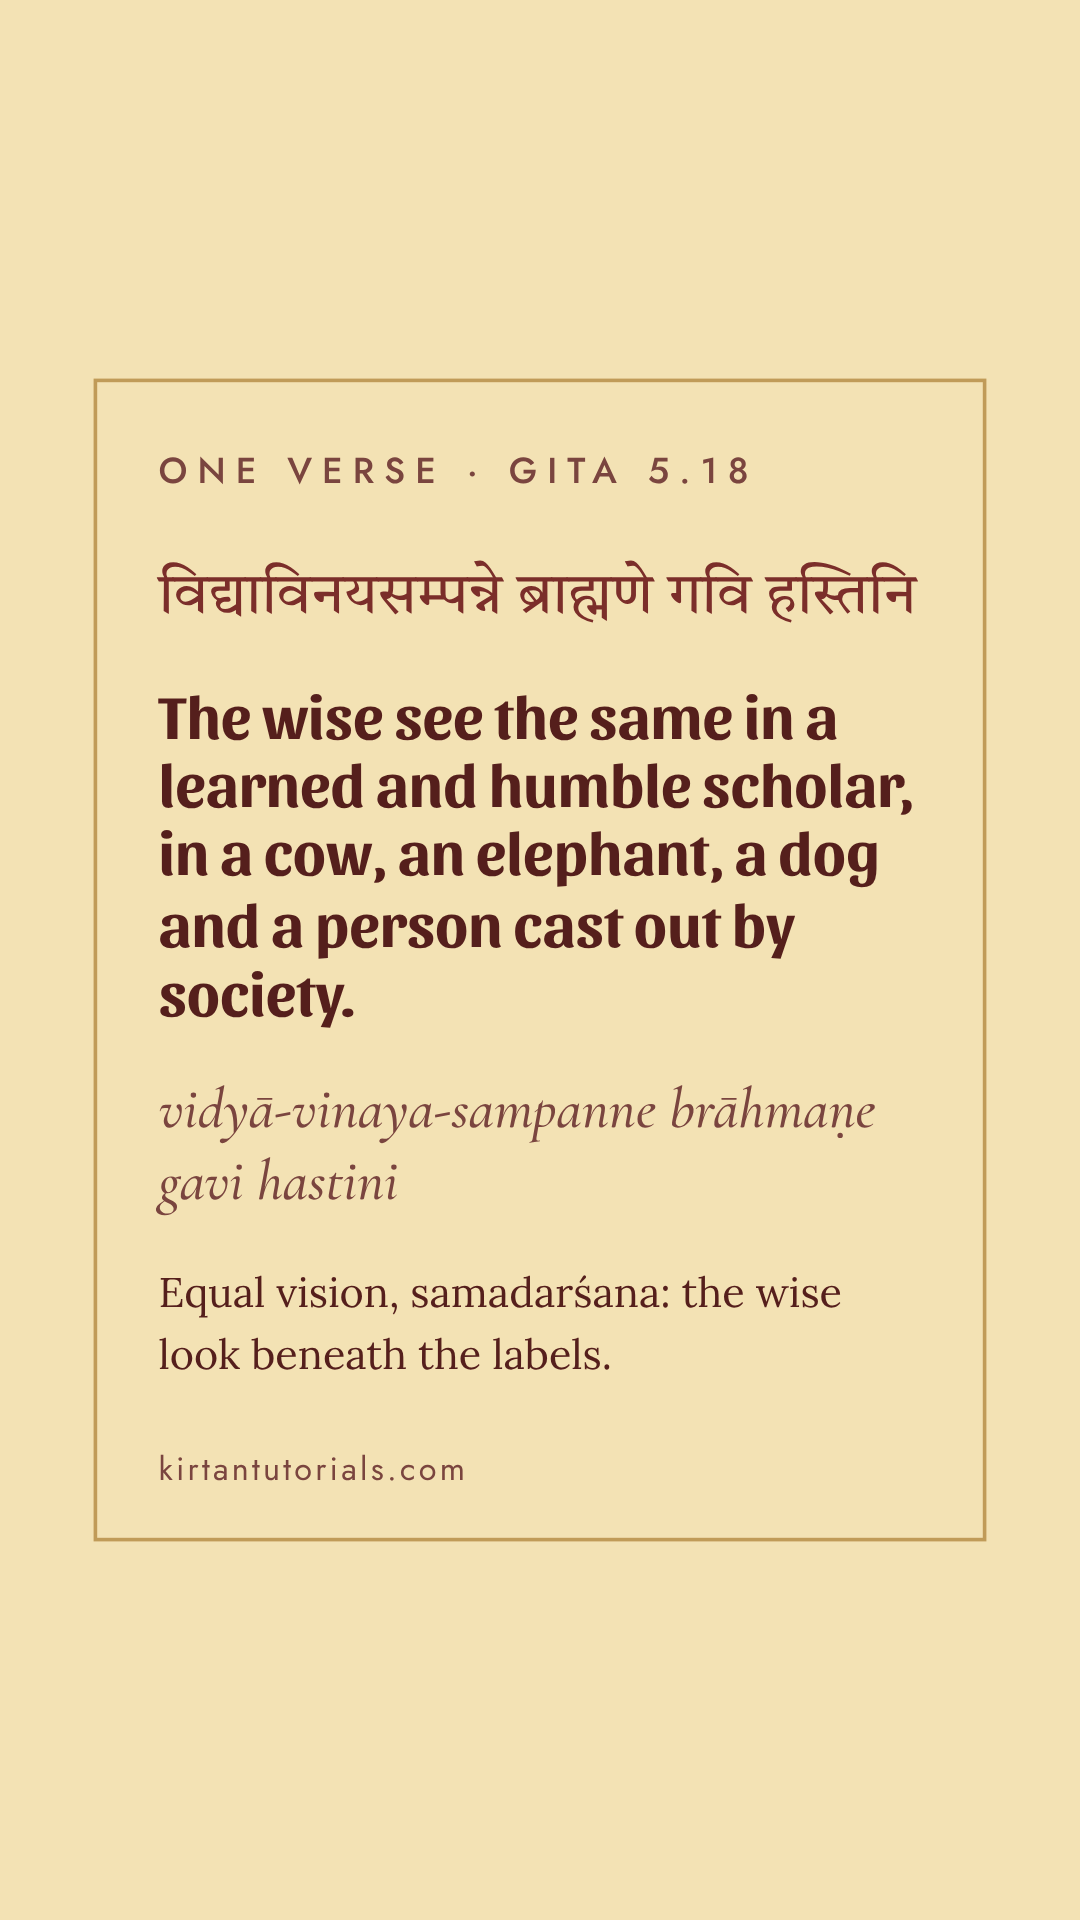 ONE VERSE · GITA 5.18
विद्याविनयसम्पन्ने ब्राह्मणे गवि हस्तिनि
The wise see the same in a
learned and humble scholar,
in a cow, an elephant, a dog
and a person cast out by
society.
vidyā-vinaya-sampanne brāhmaṇe
gavi hastini
Equal vision, samadarśana: the wise
look beneath the labels.
kirtantutorials.com